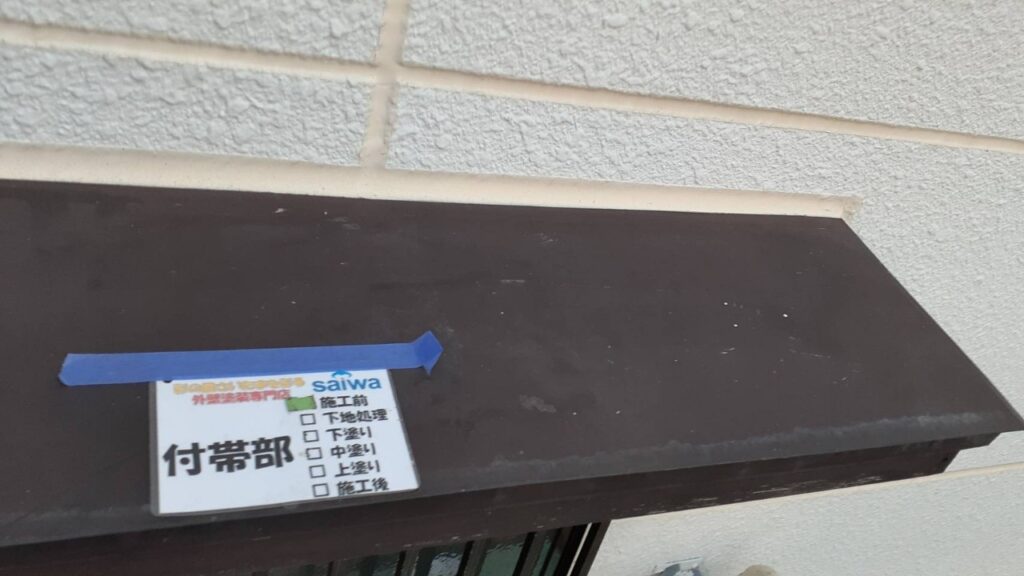 saiwa
外壁塗装専門店
付帯部
施工前
下地処理
下塗り
中塗り
上塗り
施工後